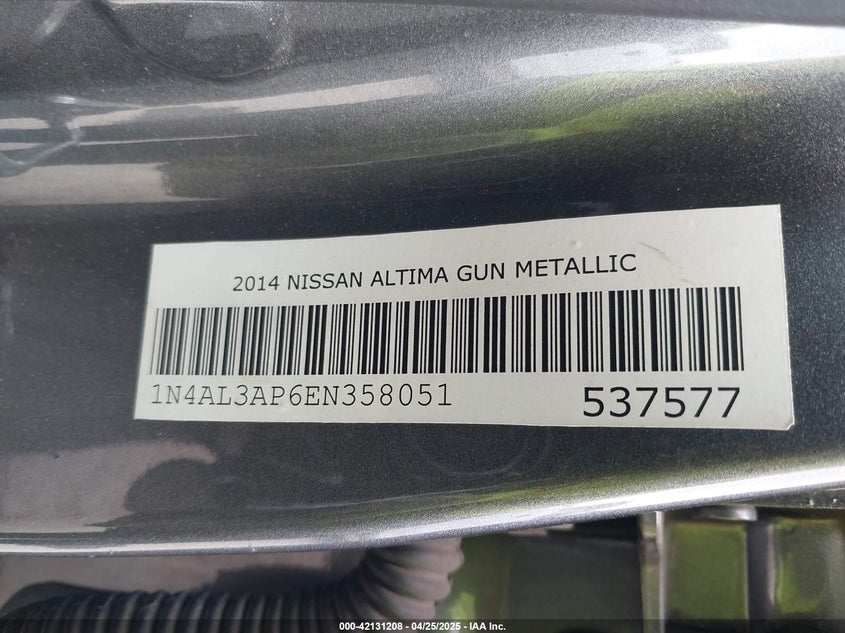 2014 NISSAN ALTIMA GUN METALLIC
1N4AL3AP6EN358051
537577
000-42131208 - 04/25/2025 - IAA Inc.